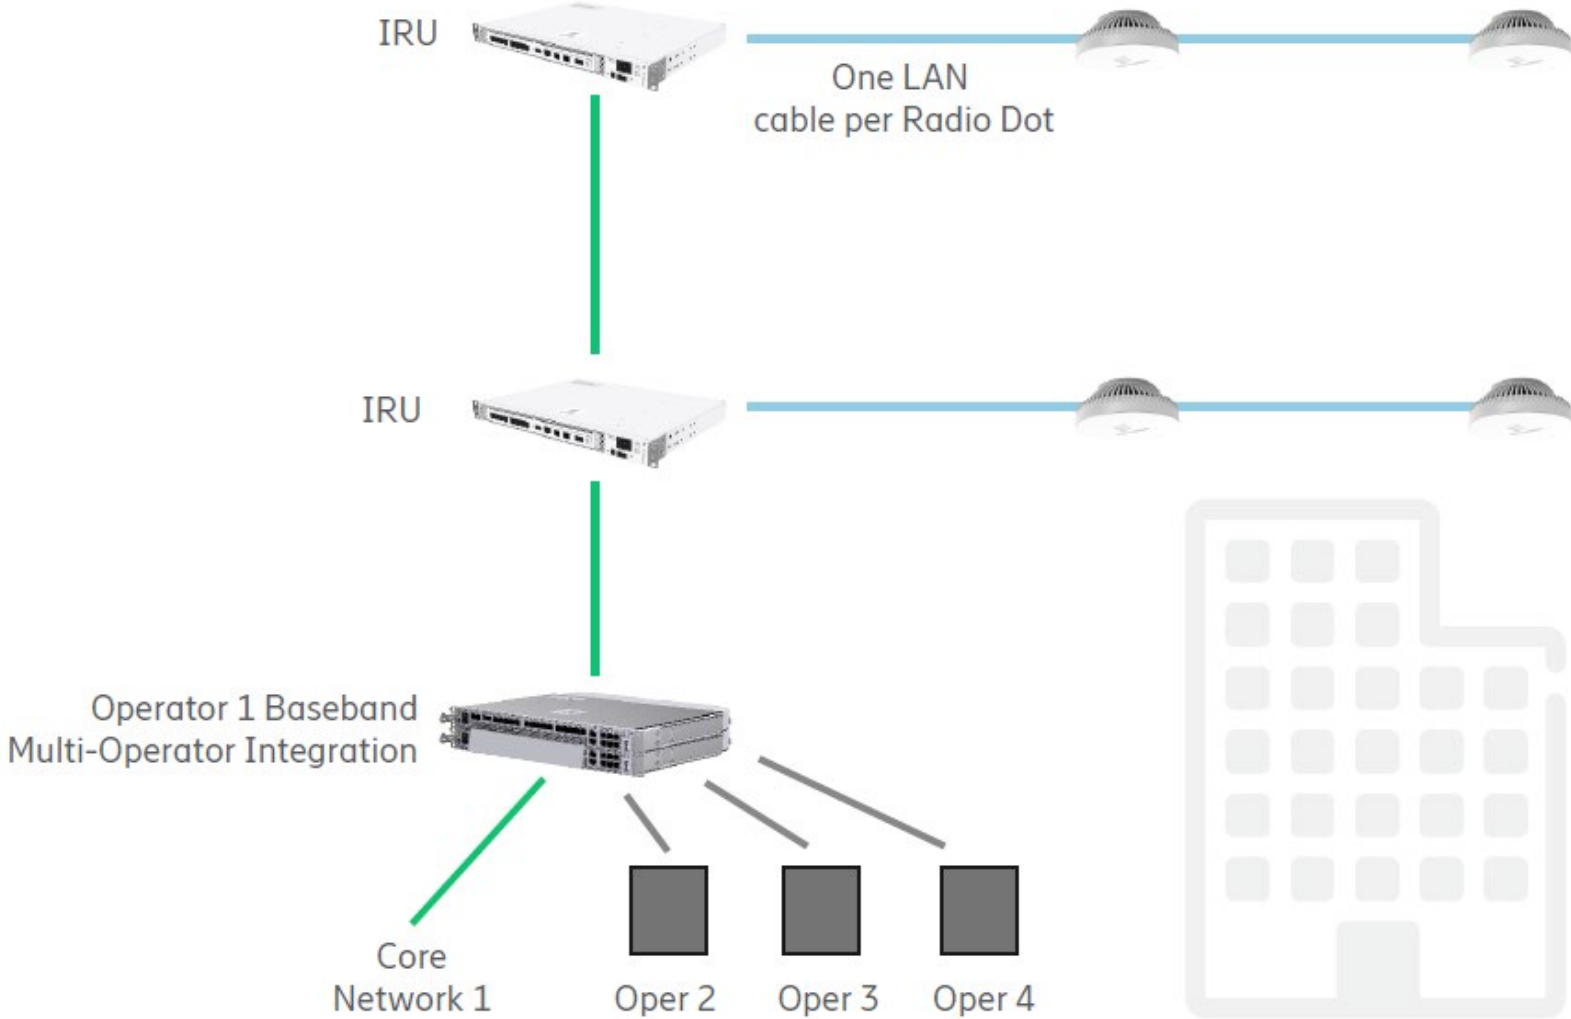 IRU
One LAN
cable per Radio Dot
IRU
Operator 1 Baseband
Multi-Operator Integration
Core
Network 1
Oper 2
Oper 3
Oper 4